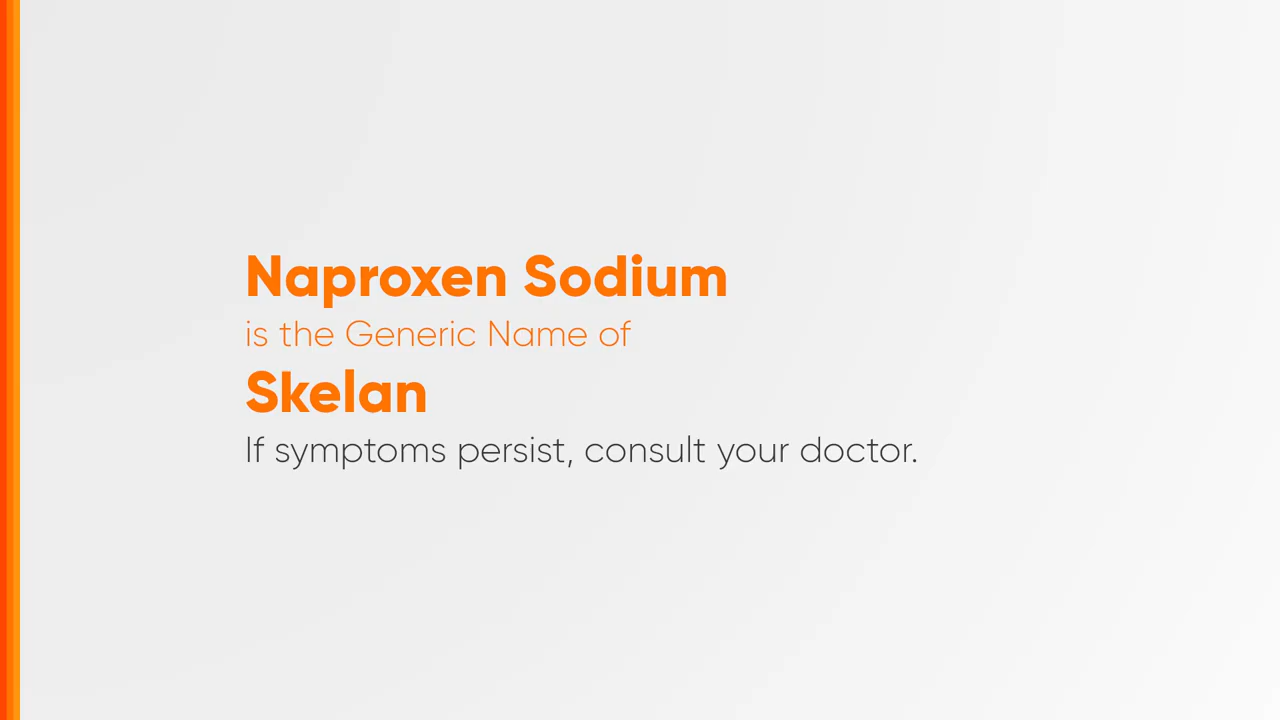 Naproxen Sodium
is the Generic Name of
Skelan
If symptoms persist, consult your doctor.